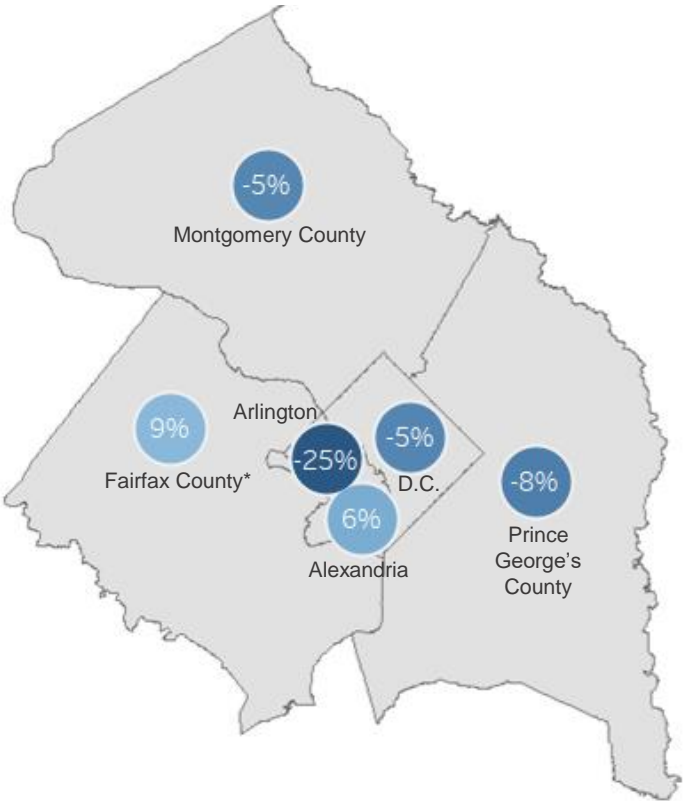 -5%
Montgomery County
Arlington
9%
-5%
-25%
Fairfax County*
D.C.
-8%
6%
Prince
George’s
County
Alexandria